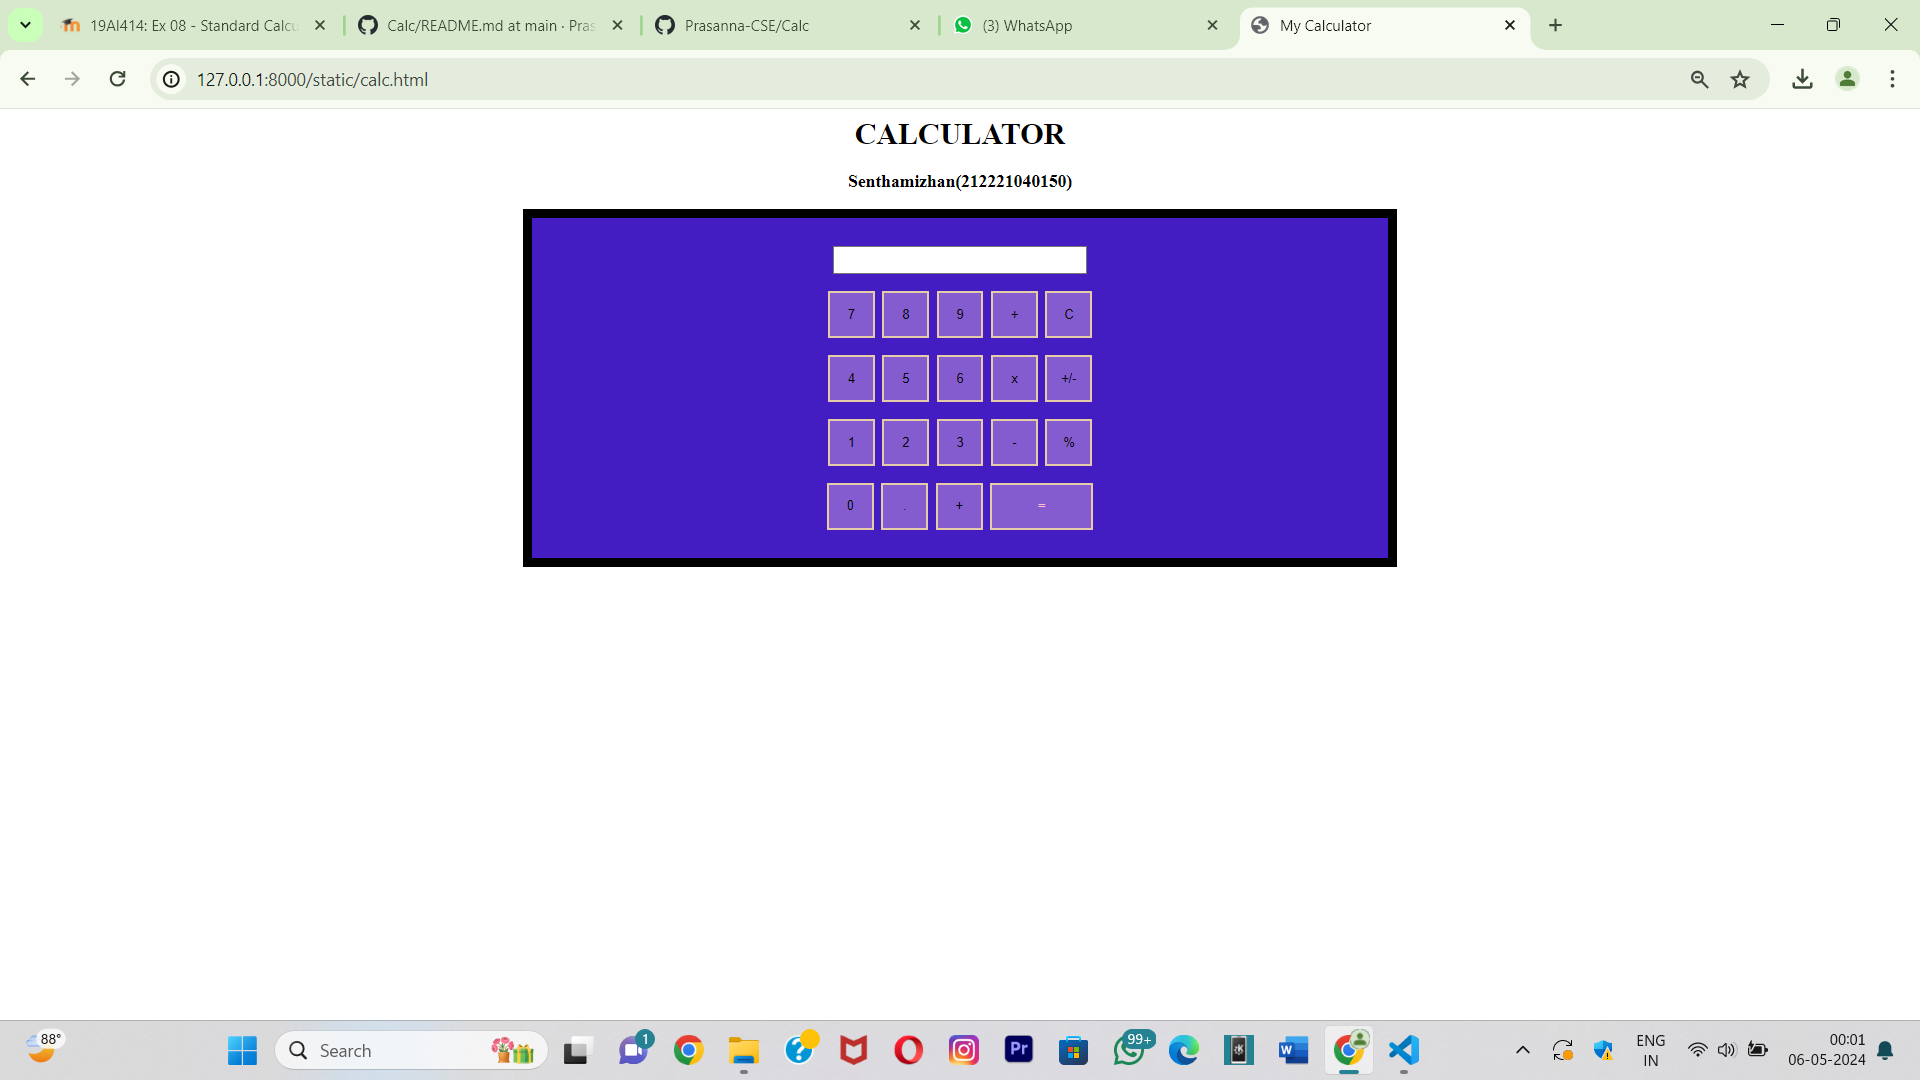 19AI414: Ex 08 - Standard Calcu
Calc/README.md at main · Pras
Prasanna-CSE/Calc
(3) WhatsApp
My Calculator
127.0.0.1:8000/static/calc.html
CALCULATOR
Senthamizhan(212221040150)
7 8 9 + C
4 5 6 x +/-
1 2 3 - %
0 . + =
88°
Search
1
Pr
99+
W
ENG
IN
00:01
06-05-2024